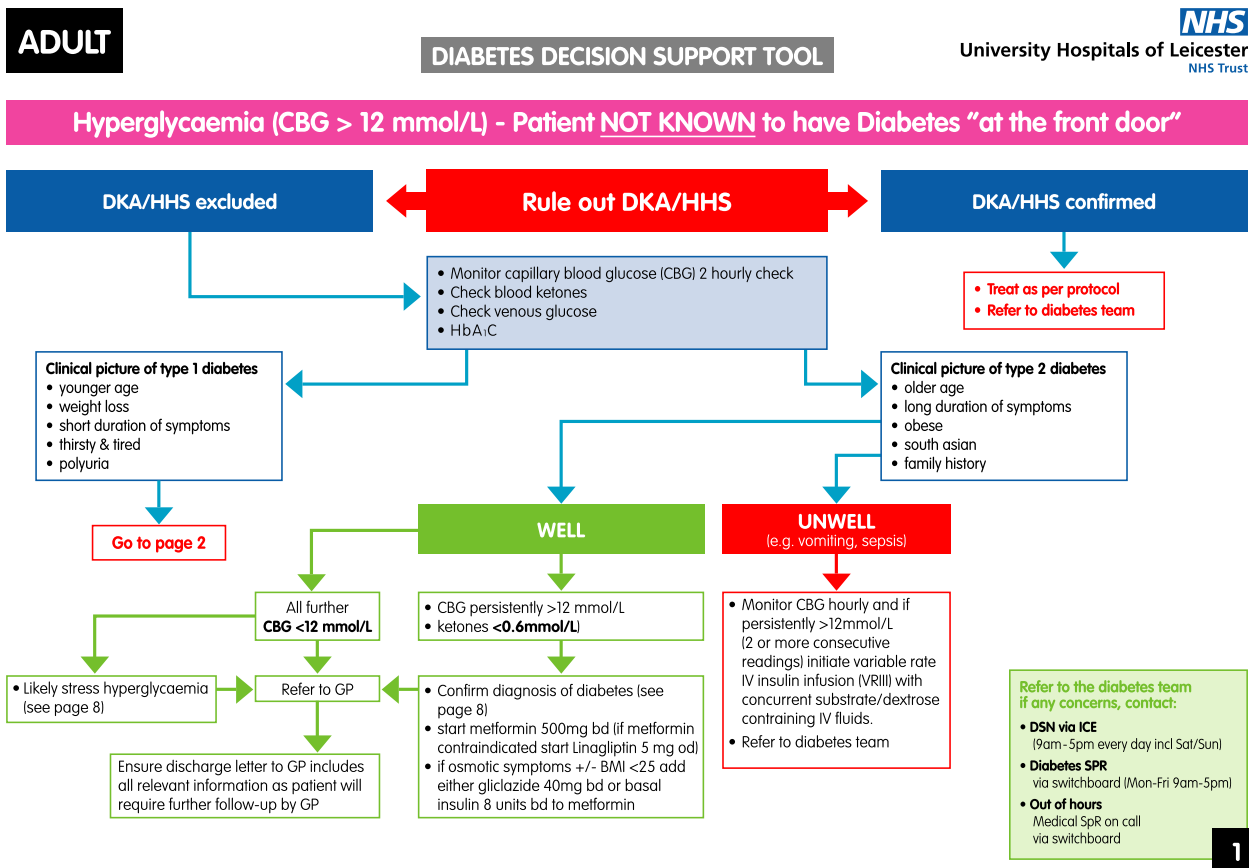 ADULT
DIABETES DECISION SUPPORT TOOL
NHS
University Hospitals of Leicester
NHS Trust
Hyperglycaemia (CBG > 12 mmol/L) - Patient NOT KNOWN to have Diabetes "at the front door"
DKA/HHS excluded
Rule out DKA/HHS
DKA/HHS confirmed
• Monitor capillary blood glucose (CBG) 2 hourly check
• Check blood ketones
• Check venous glucose
• HbA₁C
• Treat as per protocol
• Refer to diabetes team
Clinical picture of type 1 diabetes
• younger age
• weight loss
• short duration of symptoms
• thirsty & tired
• polyuria
Clinical picture of type 2 diabetes
• older age
• long duration of symptoms
• obese
• south asian
• family history
Go to page 2
WELL
UNWELL
(e.g. vomiting, sepsis)
All further
CBG <12 mmol/L
• CBG persistently >12 mmol/L
• ketones <0.6mmol/L)
• Monitor CBG hourly and if
persistently >12mmol/L
(2 or more consecutive
readings) initiate variable rate
IV insulin infusion (VRIII) with
concurrent substrate/dextrose
contraining IV fluids.
• Refer to diabetes team
• Likely stress hyperglycaemia
(see page 8)
Refer to GP
• Confirm diagnosis of diabetes (see
page 8)
• start metformin 500mg bd (if metformin
contraindicated start Linagliptin 5 mg od)
• if osmotic symptoms +/- BMI <25 add
either gliclazide 40mg bd or basal
insulin 8 units bd to metformin
Ensure discharge letter to GP includes
all relevant information as patient will
require further follow-up by GP
Refer to the diabetes team
if any concerns, contact:
• DSN via ICE
(9am-5pm every day incl Sat/Sun)
• Diabetes SPR
via switchboard (Mon-Fri 9am-5pm)
• Out of hours
Medical SpR on call
via switchboard
1